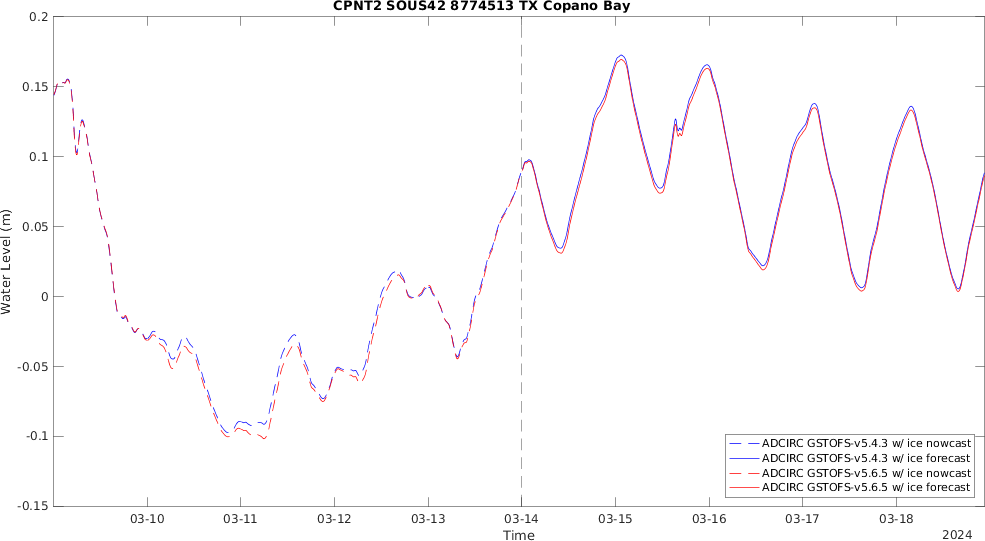 CPNT2 SOUS42 8774513 TX Copano Bay
0.2
0.15
0.1
0.05
0
-0.05
-0.1
-0.15
Water Level (m)
03-10 03-11 03-12 03-13 03-14 03-15 03-16 03-17 03-18
Time
2024
ADCIRC GSTOFS-v5.4.3 w/ ice nowcast
ADCIRC GSTOFS-v5.4.3 w/ ice forecast
ADCIRC GSTOFS-v5.6.5 w/ ice nowcast
ADCIRC GSTOFS-v5.6.5 w/ ice forecast